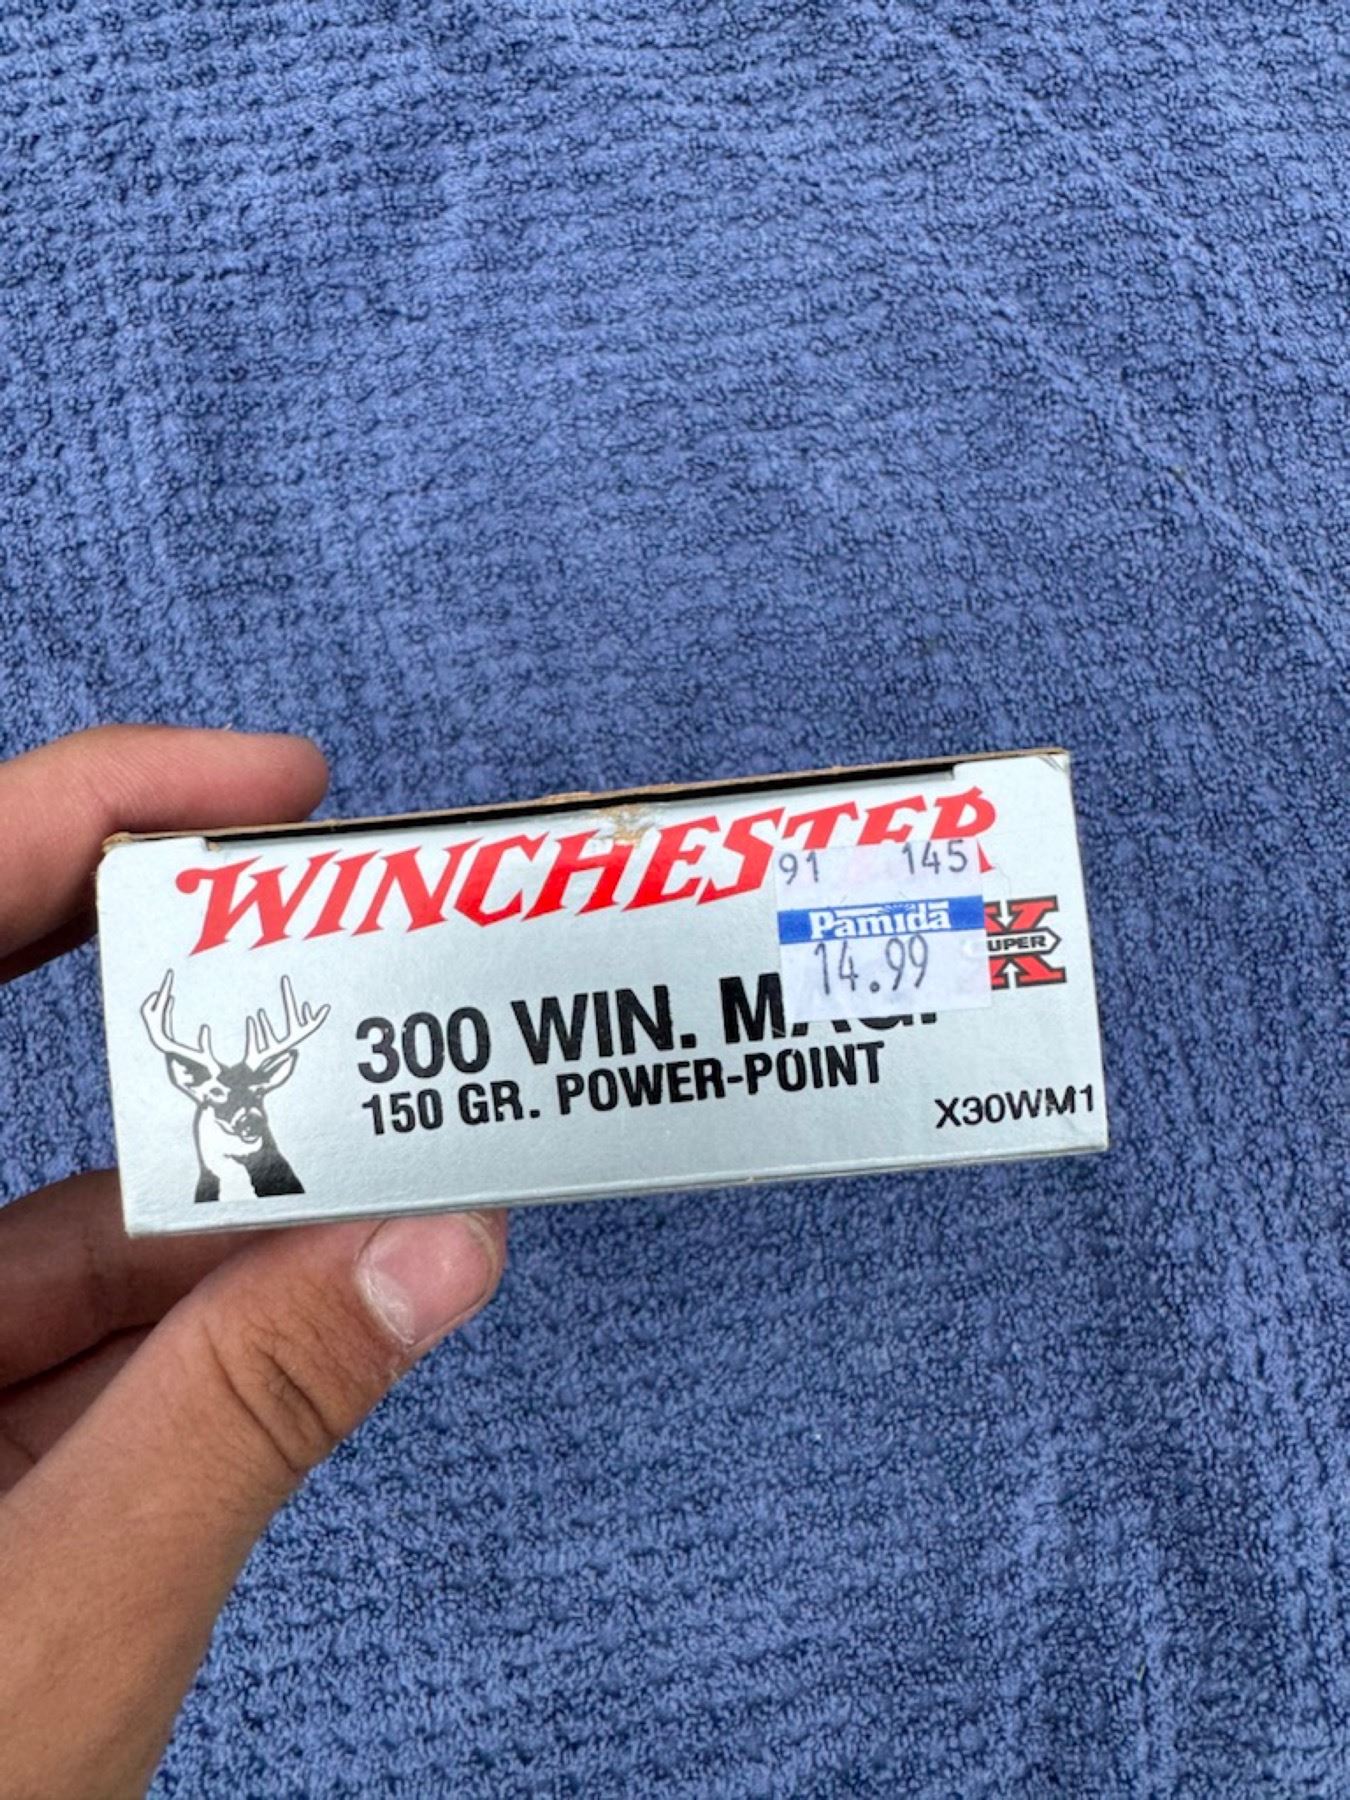 WINCHESTER
91 145
Pamida
14.99
X
SUPER
300 WIN. MAG.
150 GR. POWER-POINT
X30WM1